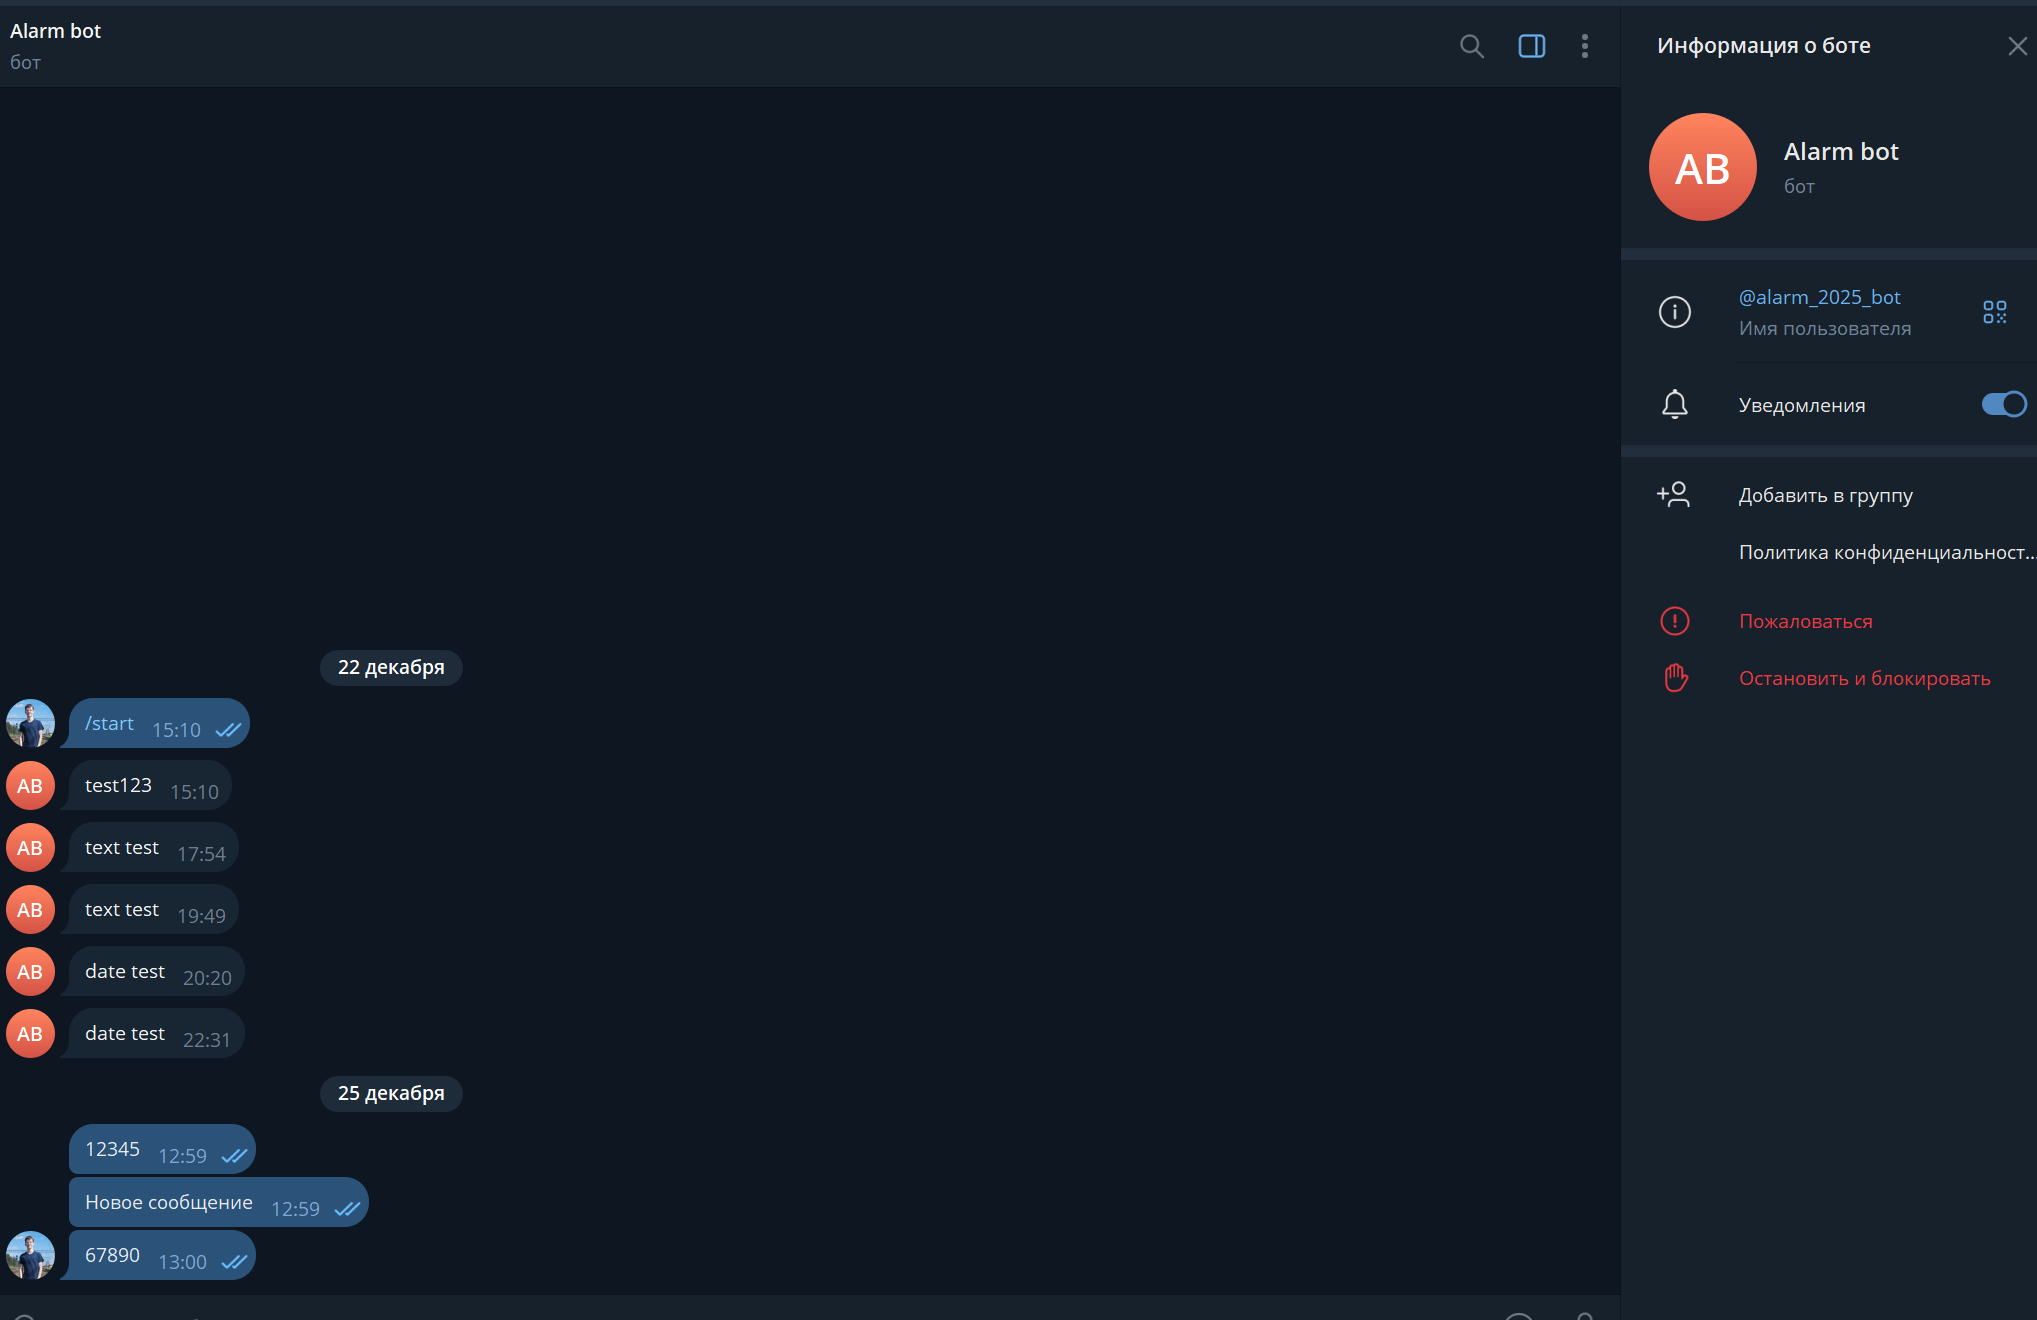 Alarm bot
бот
22 декабря
/start 15:10
AB
test123 15:10
AB
text test 17:54
AB
text test 19:49
AB
date test 20:20
AB
date test 22:31
25 декабря
12345 12:59
Новое сообщение 12:59
67890 13:00
Информация о боте
AB
Alarm bot
бот
@alarm_2025_bot
Имя пользователя
Уведомления
Добавить в группу
Политика конфиденциальност...
Пожаловаться
Остановить и блокировать